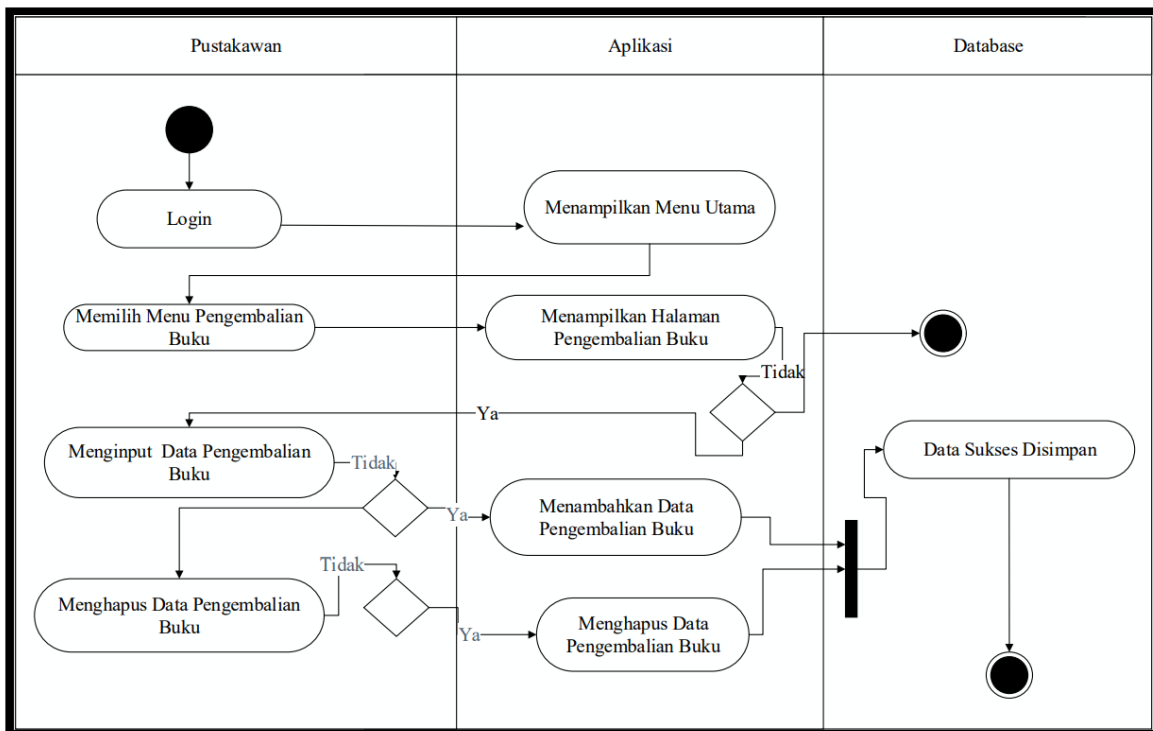 Pustakawan
Aplikasi
Database
Login
Menampilkan Menu Utama
Memilih Menu Pengembalian
Buku
Menampilkan Halaman
Pengembalian Buku
Tidak
Ya
Menginput Data Pengembalian
Buku
Tidak
Ya
Menambahkan Data
Pengembalian Buku
Data Sukses Disimpan
Menghapus Data Pengembalian
Buku
Tidak
Ya
Menghapus Data
Pengembalian Buku